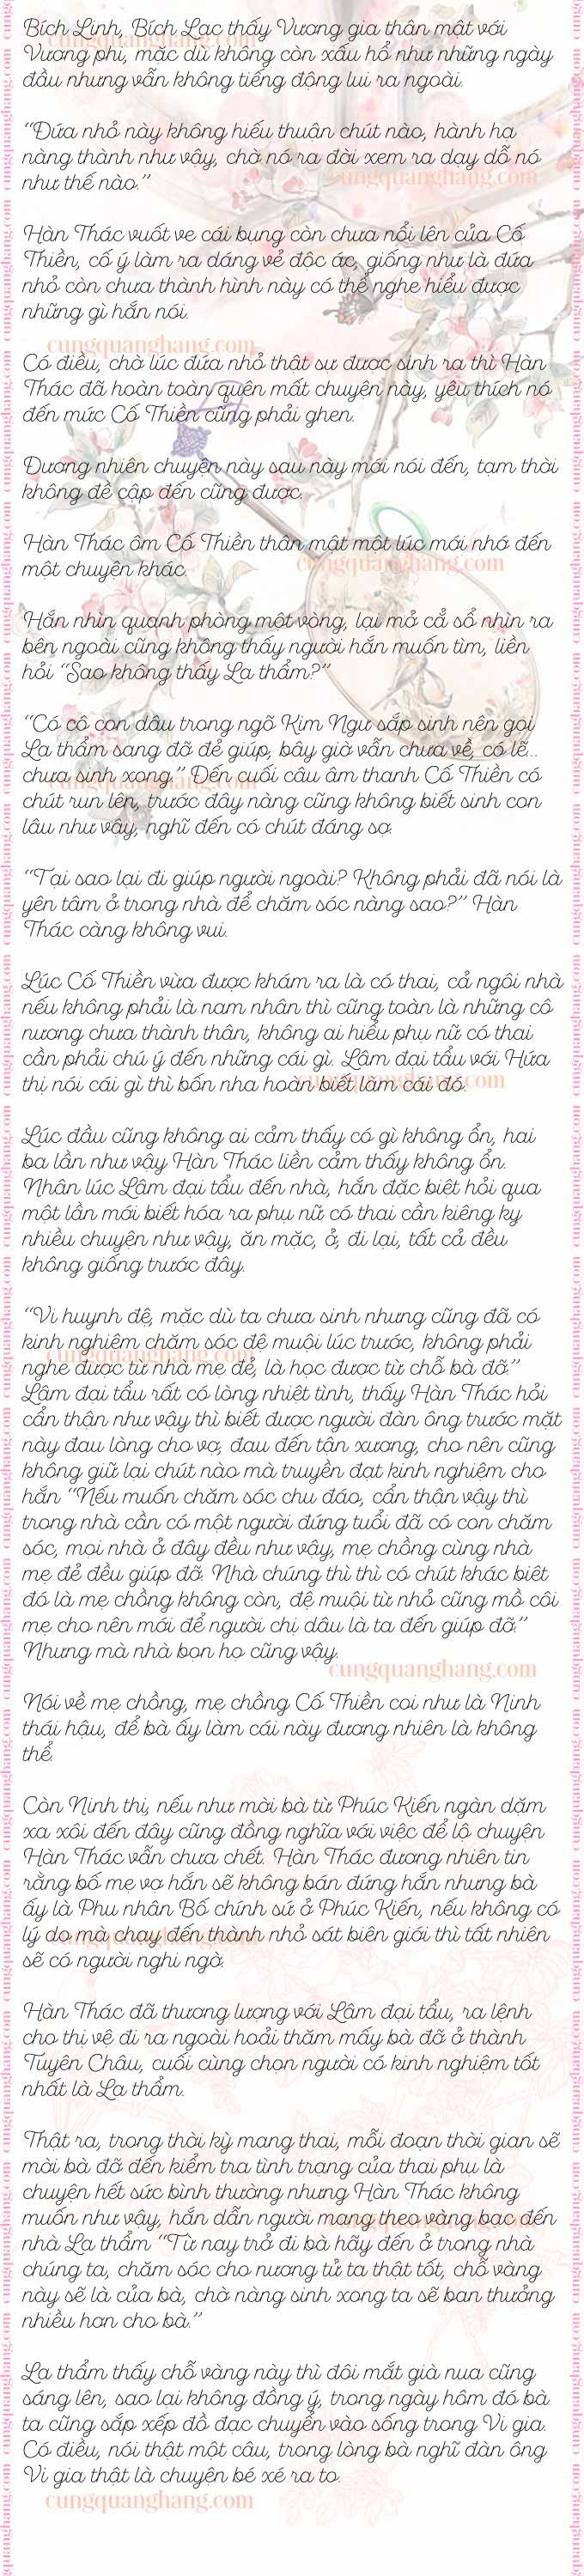 Bích Linh, Bích Lạc thấy Vương gia thân mật với
Vương phi, mặc dù không còn xấu hổ như những ngày
đầu nhưng vẫn không tiếng động lui ra ngoài.
“Đứa nhỏ này không hiếu thuận chút nào, hành hạ
nàng thành như vậy, chờ nó ra đời xem ra dạy dỗ nó
như thế nào.”
Hàn Thác vuốt ve cái bụng còn chưa nổi lên của Cố
Thiền, cố ý làm ra dáng vẻ độc ác, giống như là đứa
nhỏ còn chưa thành hình này có thể nghe hiểu được
những gì hắn nói.
Có điều, chờ lúc đứa nhỏ thật sự được sinh ra thì Hàn
Thác đã hoàn toàn quên mất chuyện này, yêu thích nó
đến mức Cố Thiền cũng phải ghen.
Đương nhiên chuyện này sau này mới nói đến, tạm thời
không đề cập đến cũng được.
Hàn Thác ôm Cố Thiền thân mật một lúc mới nhớ đến
một chuyện khác.
Hắn nhìn quanh phòng một vòng, lại mở cửa sổ nhìn ra
bên ngoài cũng không thấy người hắn muốn tìm, liền
hỏi “Sao không thấy La thẩm?”
“Có cô con dâu trong ngõ Kim Ngư sắp sinh nên gọi
La thẩm sang đỡ đẻ giúp, bây giờ vẫn chưa về, có lẽ...
chưa sinh xong.” Đến cuối câu âm thanh Cố Thiền có
chút run lên, trước đây nàng cũng không biết sinh con
lâu như vậy, nghĩ đến có chút đáng sợ.
“Tại sao lại đi giúp người ngoài? Không phải đã nói là
yên tâm ở trong nhà để chăm sóc nàng sao?” Hàn
Thác càng không vui.
Lúc Cố Thiền vừa được khám ra là có thai, cả ngôi nhà
nếu không phải là nam nhân thì cũng toàn là những cô
nương chưa thành thân, không ai hiểu phụ nữ có thai
cần phải chú ý đến những cái gì. Lâm đại tẩu với Hứa
thị nói cái gì thì bốn nha hoàn biết làm cái đó.
Lúc đầu cũng không ai cảm thấy có gì không ổn, hai
ba lần như vậy Hàn Thác liền cảm thấy không ổn.
Nhân lúc Lâm đại tẩu đến nhà, hắn đặc biệt hỏi qua
một lần mới biết hóa ra phụ nữ có thai cần kiêng kỵ
nhiều chuyện như vậy, ăn mặc, ở, đi lại, tất cả đều
không giống trước đây.
“Vi huynh đệ, mặc dù ta chưa sinh nhưng cũng đã có
kinh nghiệm chăm sóc đệ muội lúc trước, không phải
nghe được từ nhà mẹ đẻ, là học được từ chỗ bà đỡ.”
Lâm đại tẩu rất có lòng nhiệt tình, thấy Hàn Thác hỏi
cẩn thận như vậy thì biết được người đàn ông trước mặt
này đau lòng cho vợ, đau đến tận xương, cho nên cũng
không giữ lại chút nào mà truyền đạt kinh nghiệm cho
hắn “Nếu muốn chăm sóc chu đáo, cẩn thận vậy thì
trong nhà cần có một người đứng tuổi đã có con chăm
sóc, mọi nhà ở đây đều như vậy, mẹ chồng cùng nhà
mẹ đẻ đều giúp đỡ. Nhà chúng thì thì có chút khác biệt
đó là mẹ chồng không còn, đệ muội từ nhỏ cũng mồ côi
mẹ cho nên mới để người chị dâu là ta đến giúp đỡ.”
Nhưng mà nhà bọn họ cũng vậy.
Nói về mẹ chồng, mẹ chồng Cố Thiền coi như là Ninh
thái hậu, để bà ấy làm cái này đương nhiên là không
thể.
Còn Ninh thị, nếu như mời bà từ Phúc Kiến ngàn dặm
xa xôi đến đây cũng đồng nghĩa với việc để lộ chuyện
Hàn Thác vẫn chưa chết. Hàn Thác đương nhiên tin
rằng bố mẹ vợ hắn sẽ không bán đứng hắn nhưng bà
ấy là Phu nhân Bố chính sứ ở Phúc Kiến, nếu không có
lý do mà chạy đến thành nhỏ sát biên giới thì tất nhiên
sẽ có người nghi ngờ.
Hàn Thác đã thương lượng với Lâm đại tẩu, ra lệnh
cho thị vệ đi ra ngoài hoải thăm mấy bà đỡ ở thành
Tuyên Châu, cuối cùng chọn người có kinh nghiệm tốt
nhất là La thẩm.
Thật ra, trong thời kỳ mang thai, mỗi đoạn thời gian sẽ
mời bà đỡ đến kiểm tra tình trạng của thai phụ là
chuyện hết sức bình thường nhưng Hàn Thác không
muốn như vậy, hắn dẫn người mang theo vàng bạc đến
nhà La thẩm “Từ nay trở đi bà hãy đến ở trong nhà
chúng ta, chăm sóc cho nương tử ta thật tốt, chỗ vàng
này sẽ là của bà, chờ nàng sinh xong ta sẽ ban thưởng
nhiều hơn cho bà.”
La thẩm thấy chỗ vàng này thì đôi mắt già nua cũng
sáng lên, sao lại không đồng ý, trong ngày hôm đó bà
ta cũng sắp xếp đồ đạc chuyển vào sống trong Vi gia.
Có điều, nói thật một câu, trong lòng bà nghĩ đàn ông
Vi gia thật là chuyện bé xé ra to.
cungquanghang.com